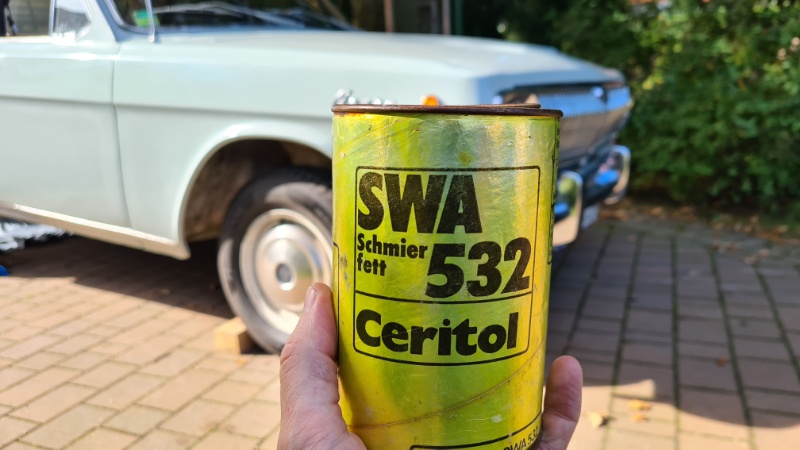 SWA
Schmier
fett
532
Ceritol